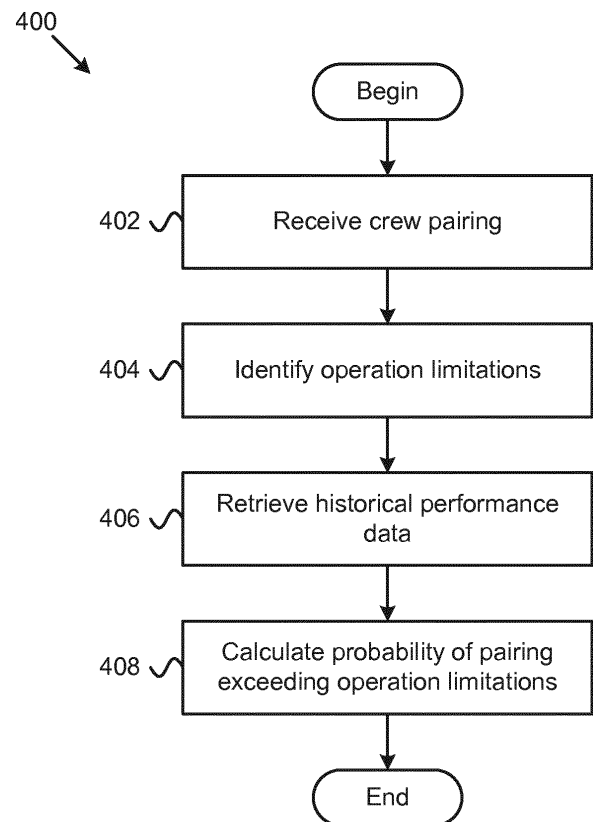 400
Begin
402
Receive crew pairing
404
Identify operation limitations
406
Retrieve historical performance
data
408
Calculate probability of pairing
exceeding operation limitations
End